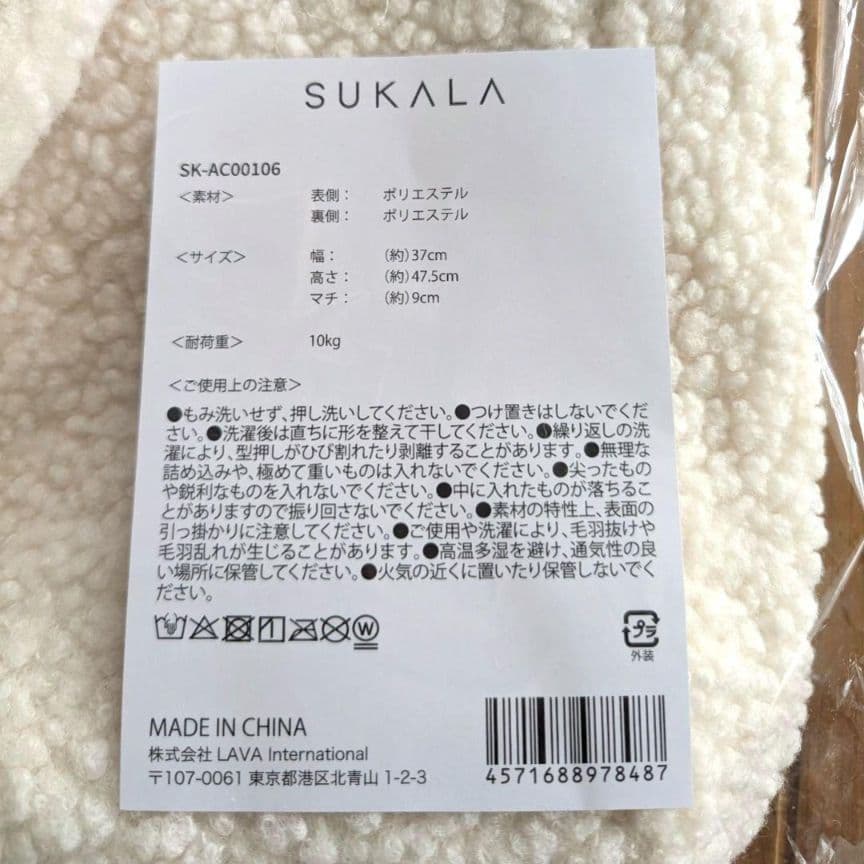 SUKALA
SK-AC00106
＜素材＞ 表側： ポリエステル
裏側： ポリエステル
＜サイズ＞ 幅： （約）37cm
高さ： （約）47.5cm
マチ： （約）9cm
＜耐荷重＞ 10kg
＜ご使用上の注意＞
●もみ洗いせず、押し洗いしてください。●つけ置きはしないでくだ
さい。●洗濯後は直ちに形を整えて干してください。●繰り返しの洗
濯により、型押しがひび割れたり剥離することがあります。●無理な
詰め込みや、極めて重いものは入れないでください。●尖ったもの
や鋭利なものを入れないでください。●中に入れたものが落ちるこ
とがありますので振り回さないでください。●素材の特性上、表面の
引っ掛かりに注意してください。●ご使用や洗濯により、毛羽抜けや
毛羽乱れが生じることがあります。●高温多湿を避け、通気性の良
い場所に保管してください。●火気の近くに置いたり保管しないでく
ださい。
W
プラ
外装
MADE IN CHINA
株式会社 LAVA International
〒107-0061 東京都港区北青山 1-2-3
4571688978487